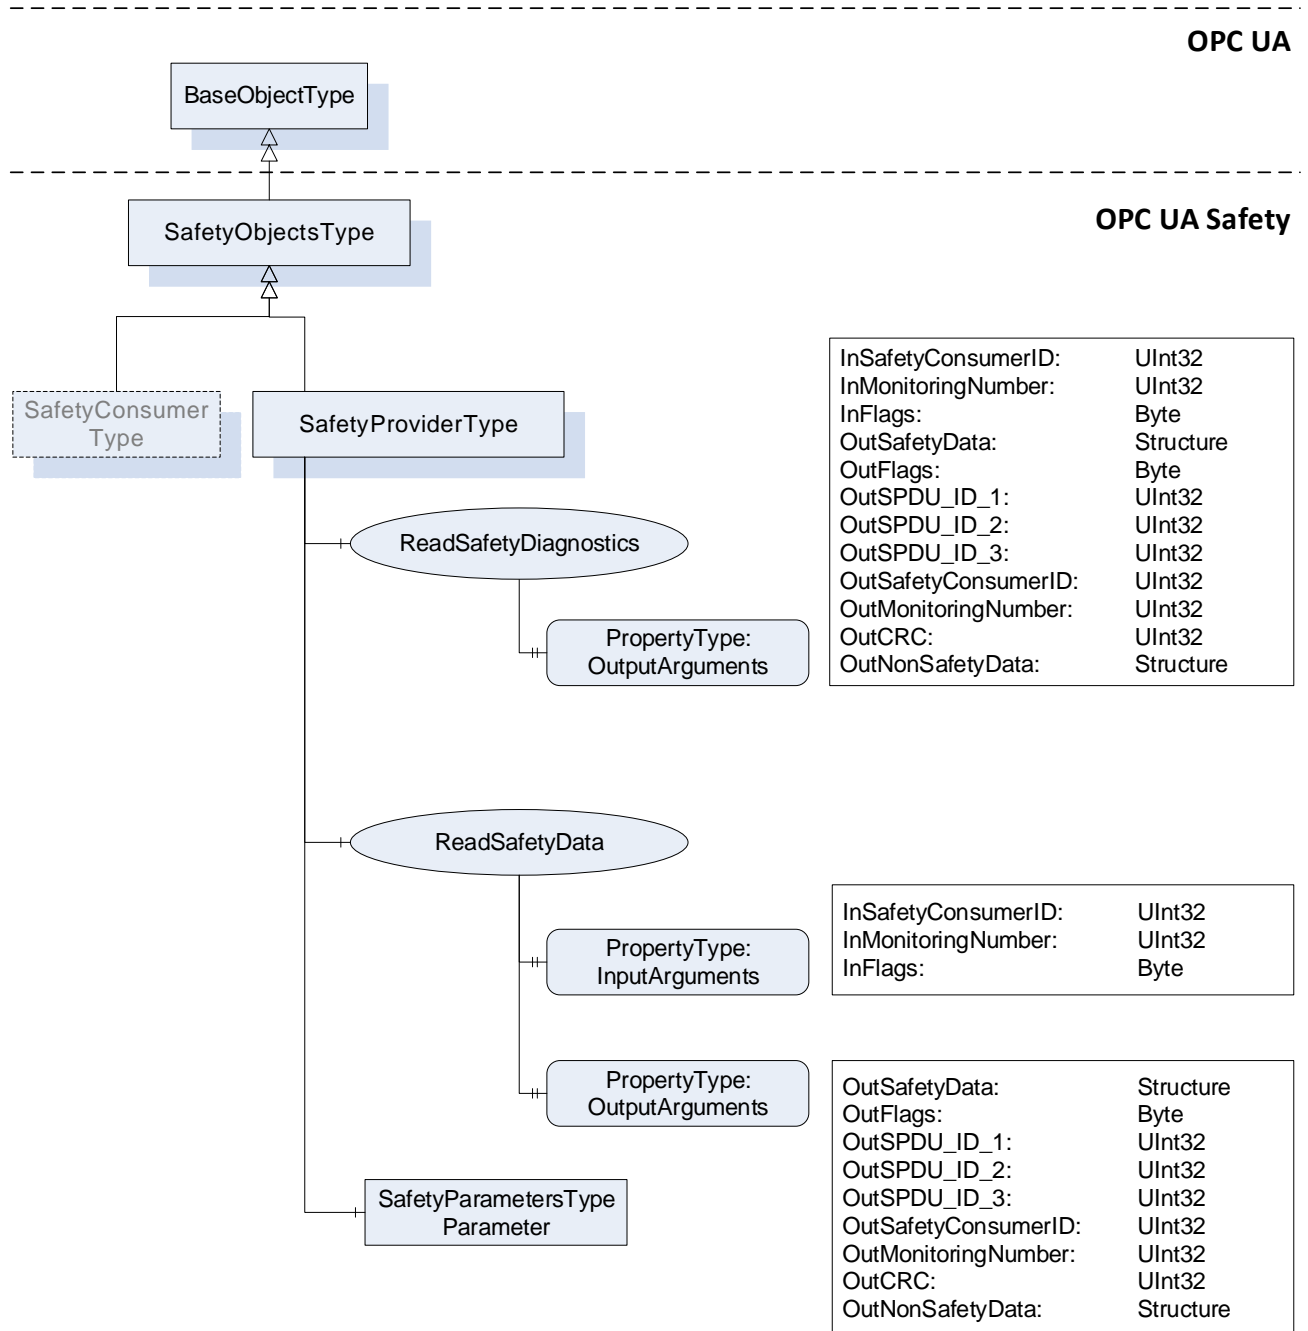 OPC UA
BaseObjectType
SafetyObjectsType
OPC UA Safety
SafetyConsumer
Type
SafetyProviderType
InSafetyConsumerID: UInt32
InMonitoringNumber: UInt32
InFlags: Byte
OutSafetyData: Structure
OutFlags: Byte
OutSPDU_ID_1: UInt32
OutSPDU_ID_2: UInt32
OutSPDU_ID_3: UInt32
OutSafetyConsumerID: UInt32
OutMonitoringNumber: UInt32
OutCRC: UInt32
OutNonSafetyData: Structure
ReadSafetyDiagnostics
PropertyType:
OutputArguments
ReadSafetyData
PropertyType:
InputArguments
InSafetyConsumerID: UInt32
InMonitoringNumber: UInt32
InFlags: Byte
PropertyType:
OutputArguments
OutSafetyData: Structure
OutFlags: Byte
OutSPDU_ID_1: UInt32
OutSPDU_ID_2: UInt32
OutSPDU_ID_3: UInt32
OutSafetyConsumerID: UInt32
OutMonitoringNumber: UInt32
OutCRC: UInt32
OutNonSafetyData: Structure
SafetyParametersType
Parameter